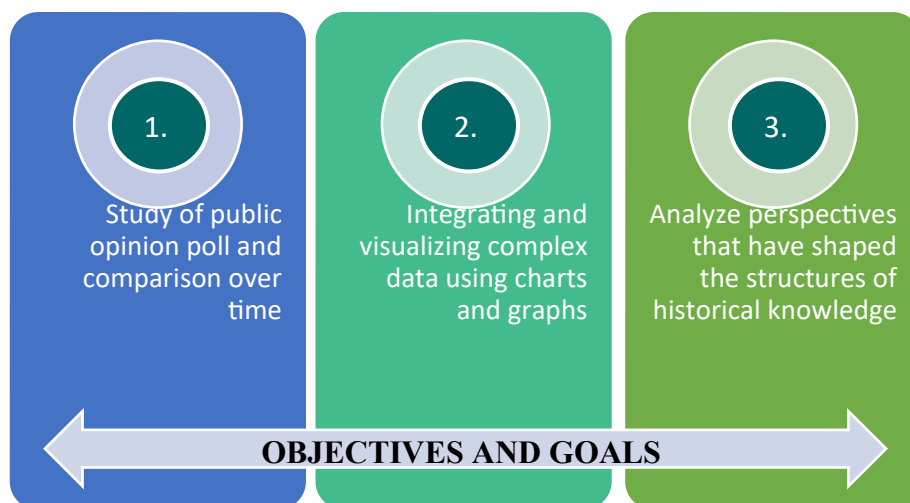 1.
Study of public
opinion poll and
comparison over
time
2.
Integrating and
visualizing complex
data using charts
and graphs
3.
Analyze perspectives
that have shaped
the structures of
historical knowledge
OBJECTIVES AND GOALS